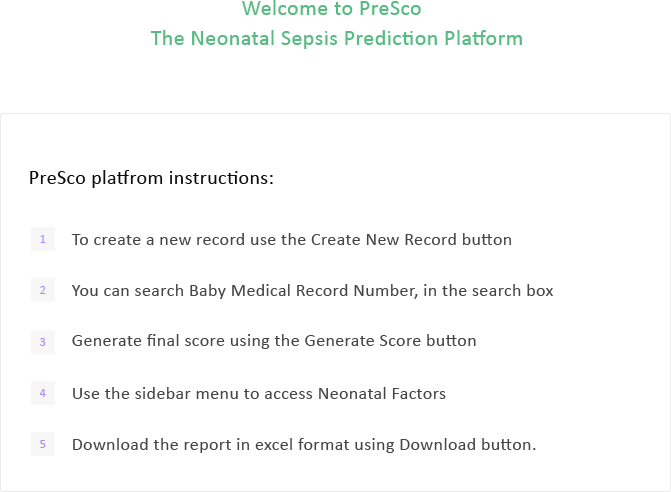 Welcome to PreSco
The Neonatal Sepsis Prediction Platform
PreSco platfrom instructions:
1 To create a new record use the Create New Record button
2 You can search Baby Medical Record Number, in the search box
3 Generate final score using the Generate Score button
4 Use the sidebar menu to access Neonatal Factors
5 Download the report in excel format using Download button.